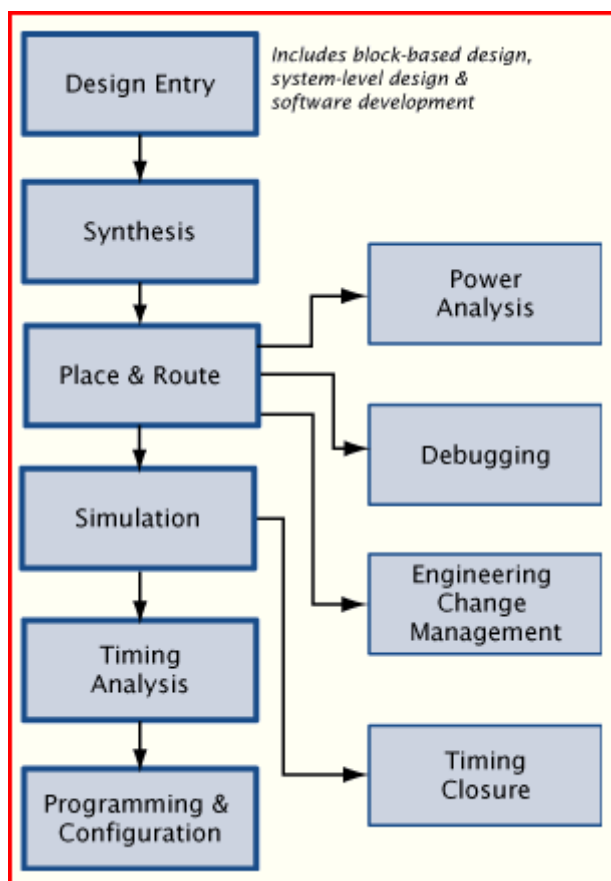 Design Entry
Includes block-based design,
system-level design &
software development
Synthesis
Power
Analysis
Place & Route
Debugging
Simulation
Engineering
Change
Management
Timing
Analysis
Timing
Closure
Programming &
Configuration